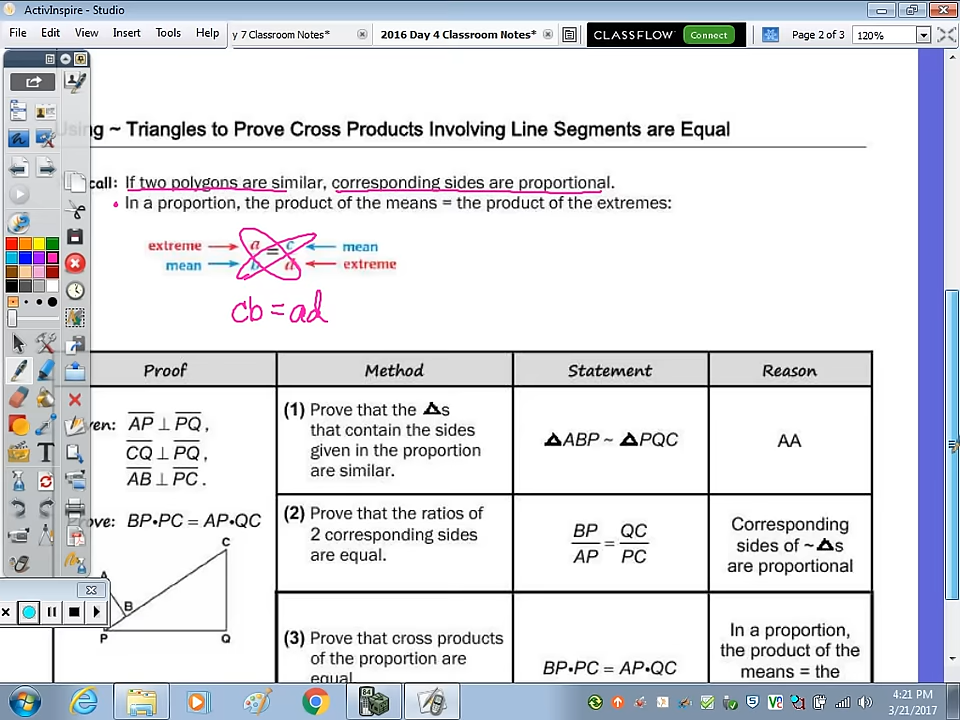 ActivInspire - Studio
File Edit View Insert Tools Help
y 7 Classroom Notes*
2016 Day 4 Classroom Notes*
CLASSFLOW Connect
Page 2 of 3
120%
Using ~ Triangles to Prove Cross Products Involving Line Segments are Equal
call: If two polygons are similar, corresponding sides are proportional.
• In a proportion, the product of the means = the product of the extremes:
extreme → a = c ← mean
mean → b d ← extreme
cb = ad
Proof Method Statement Reason
ven: AP ⊥ PQ,
CQ ⊥ PQ,
AB ⊥ PC.
Prove: BP•PC = AP•QC
A
B
C
P
Q
(1) Prove that the Δs
that contain the sides
given in the proportion
are similar.
ΔABP ~ ΔPQC
AA
(2) Prove that the ratios of
2 corresponding sides
are equal.
BP/AP = QC/PC
Corresponding
sides of ~Δs
are proportional
(3) Prove that cross products
of the proportion are
equal
BP•PC = AP•QC
In a proportion,
the product of the
means = the
4:21 PM
3/21/2017